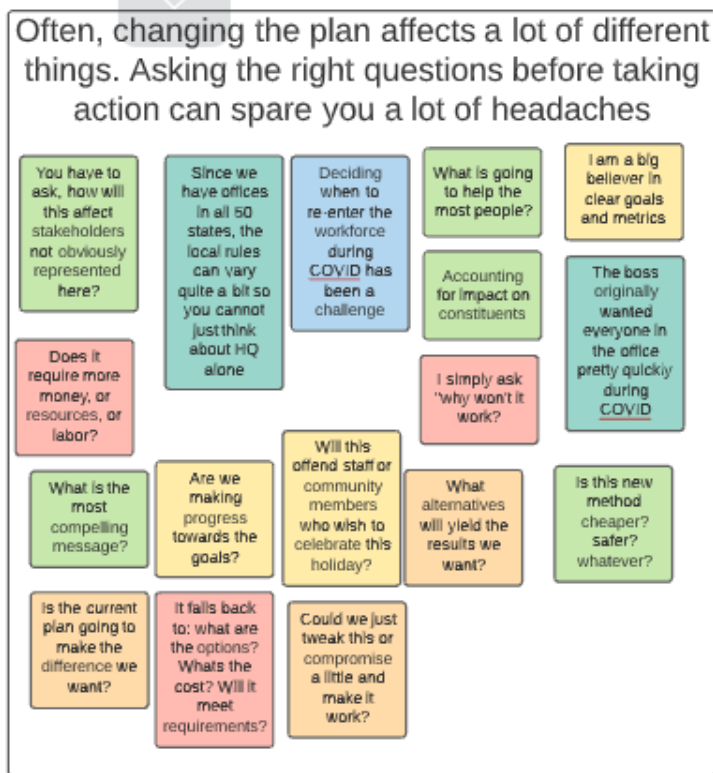 Often, changing the plan affects a lot of different
things. Asking the right questions before taking
action can spare you a lot of headaches
You have to
ask, how will
this affect
stakeholders
not obviously
represented
here?
Since we
have offices
in all 50
states, the
local rules
can vary
quite a bit so
you cannot
just think
about HQ
alone
Deciding
when to
re-enter the
workforce
during
COVID has
been a
challenge
What is going
to help the
most people?
I am a big
believer in
clear goals
and metrics
Accounting
for impact on
constituents
The boss
originally
wanted
everyone in
the office
pretty quickly
during
COVID
Does it
require more
money, or
resources, or
labor?
I simply ask
"why won't it
work?
What is the
most
compelling
message?
Are we
making
progress
towards the
goals?
Will this
offend staff or
community
members
who wish to
celebrate this
holiday?
What
alternatives
will yield the
results we
want?
Is this new
method
cheaper?
safer?
whatever?
Is the current
plan going to
make the
difference we
want?
It falls back
to: what are
the options?
Whats the
cost? Will it
meet
requirements?
Could we just
tweak this or
compromise
a little and
make it
work?